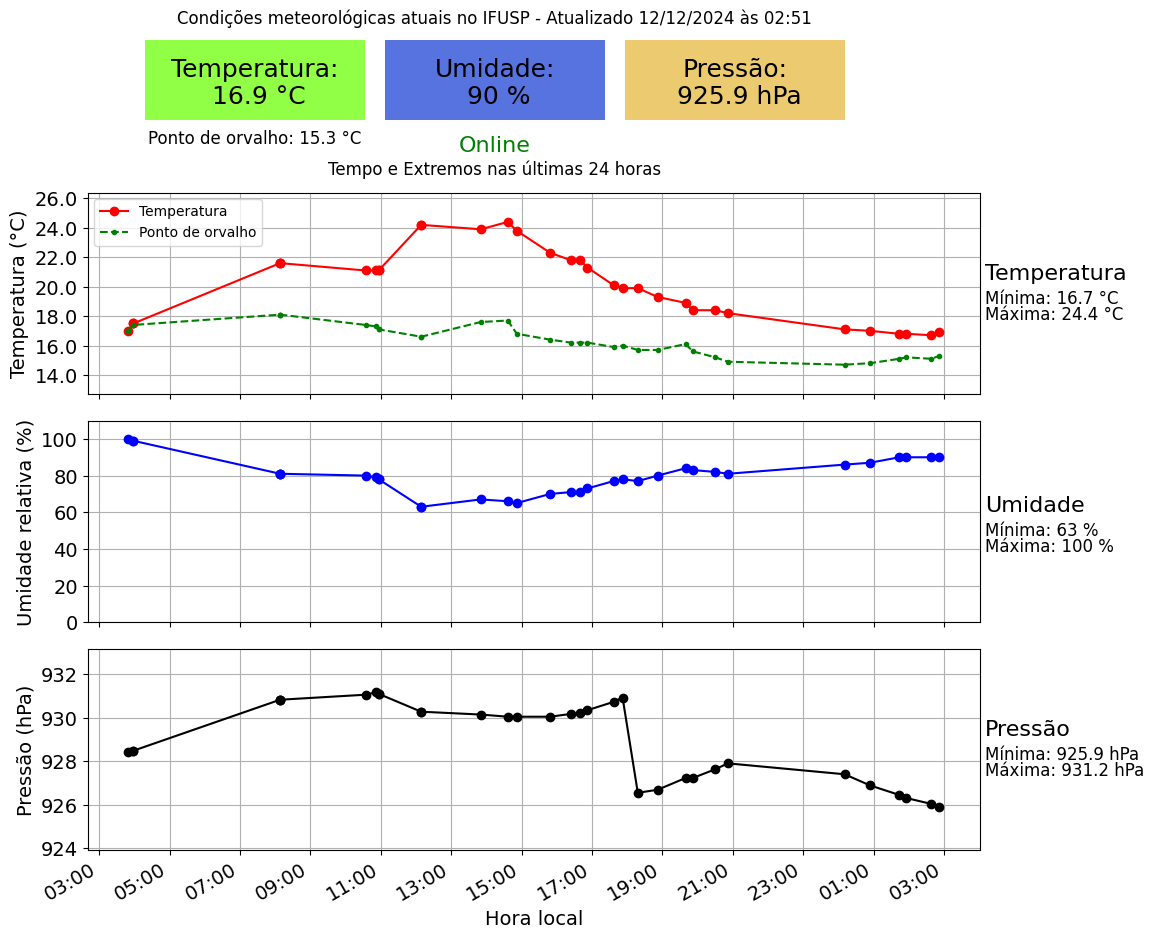 Condições meteorológicas atuais no IFUSP - Atualizado 12/12/2024 às 02:51
Temperatura:
16.9 °C
Umidade:
90 %
Pressão:
925.9 hPa
Ponto de orvalho: 15.3 °C
Online
Tempo e Extremos nas últimas 24 horas
Temperatura (°C)
26.0
24.0
22.0
20.0
18.0
16.0
14.0
Temperatura
Ponto de orvalho
Temperatura
Mínima: 16.7 °C
Máxima: 24.4 °C
Umidade relativa (%)
100
80
60
40
20
0
Umidade
Mínima: 63 %
Máxima: 100 %
Pressão (hPa)
932
930
928
926
924
Pressão
Mínima: 925.9 hPa
Máxima: 931.2 hPa
03:00 05:00 07:00 09:00 11:00 13:00 15:00 17:00 19:00 21:00 23:00 01:00 03:00
Hora local